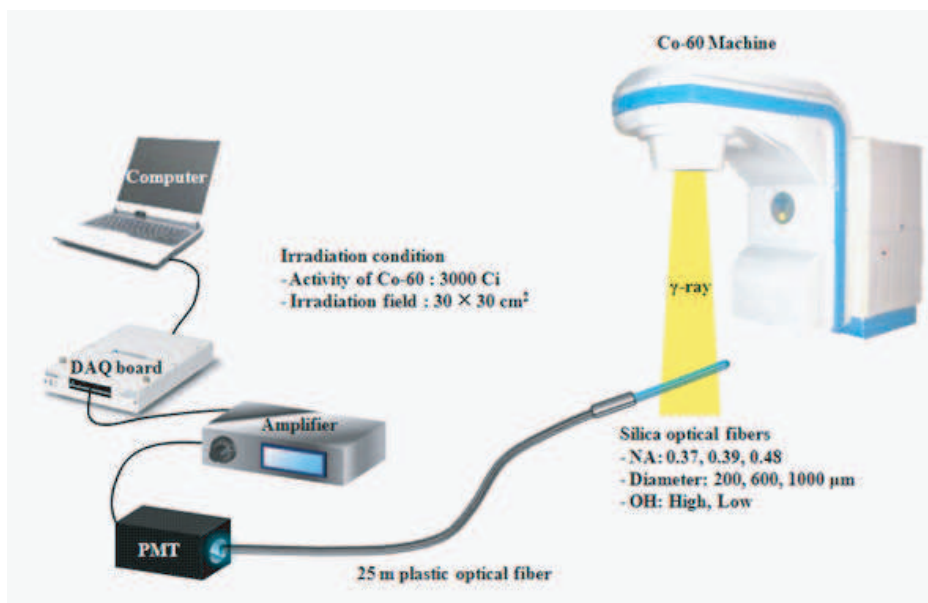 Co-60 Machine
Computer
Irradiation condition
- Activity of Co-60 : 3000 Ci
- Irradiation field : 30 × 30 cm²
γ-ray
DAQ board
Amplifier
Silica optical fibers
- NA: 0.37, 0.39, 0.48
- Diameter: 200, 600, 1000 μm
- OH: High, Low
PMT
25 m plastic optical fiber